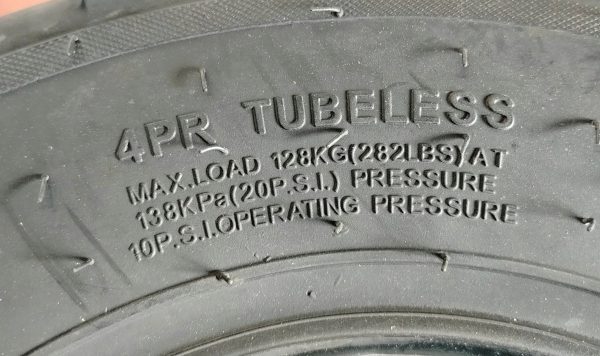 4PR TUBELESS
MAX.LOAD 128KG(282LBS)AT
138KPa(20P.S.I.) PRESSURE
10P.S.I.OPERATING PRESSURE